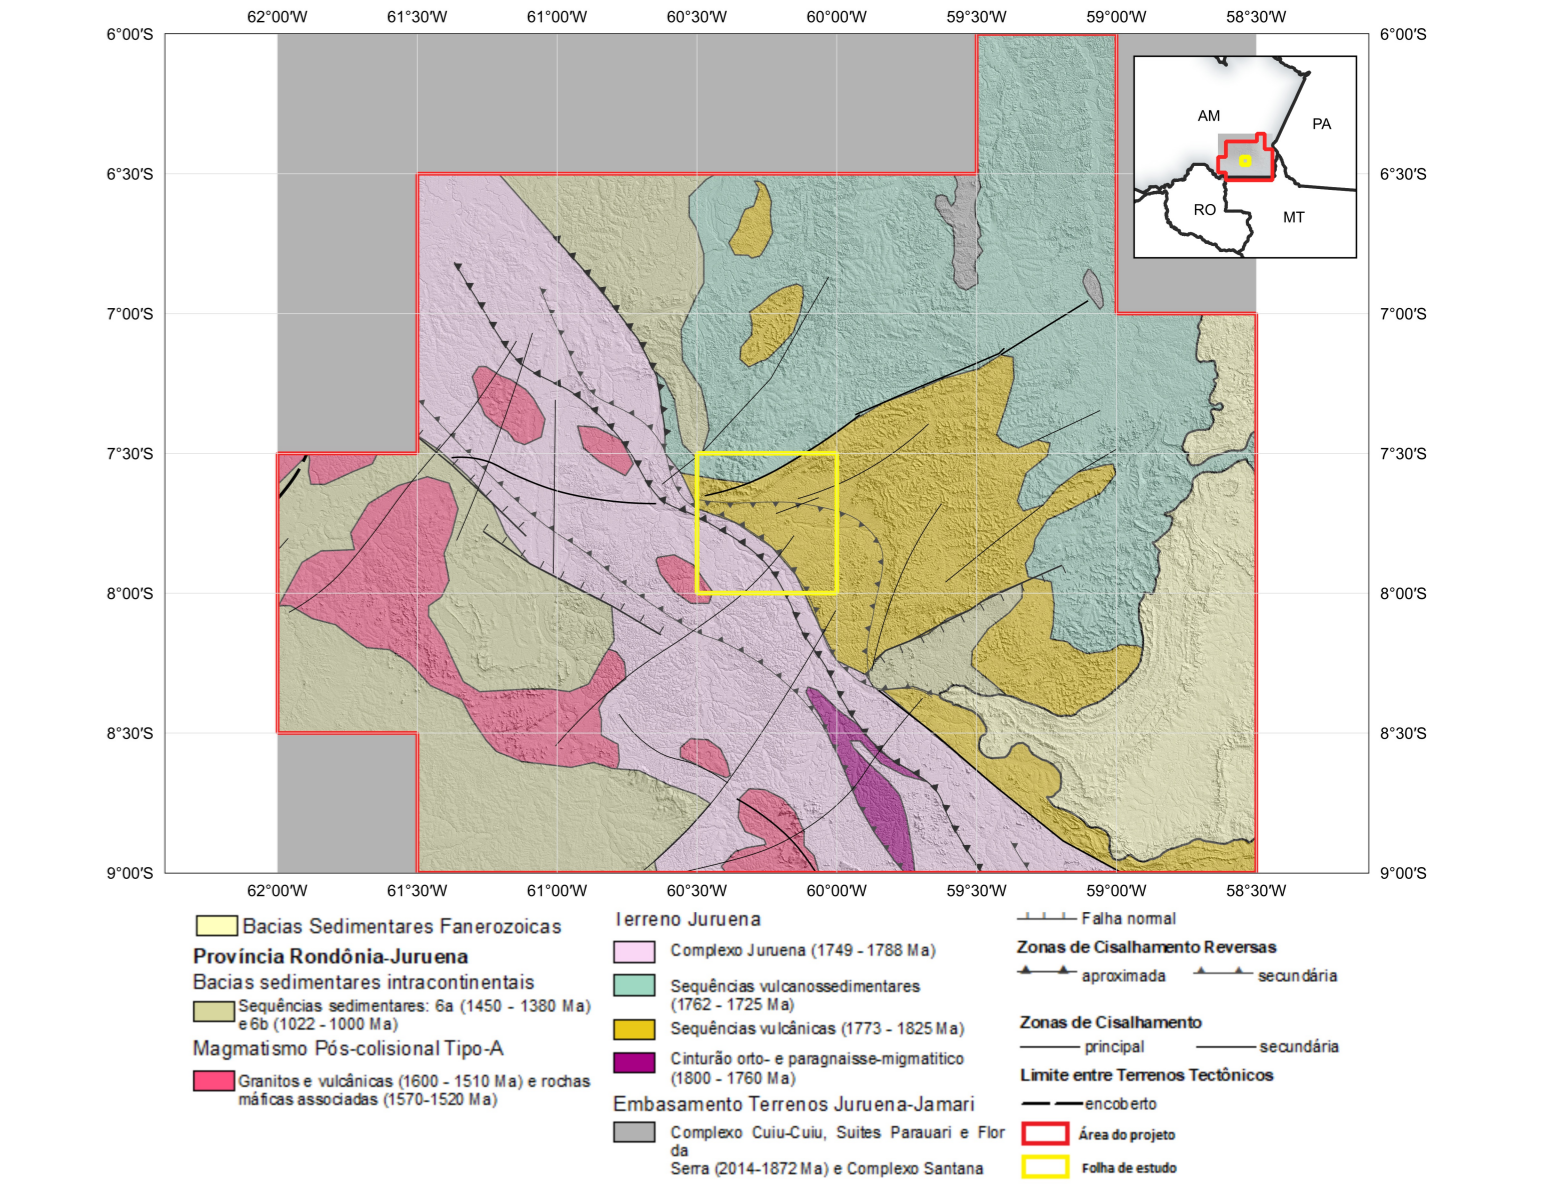 62°00'W 61°30'W 61°00'W 60°30'W 60°00'W 59°30'W 59°00'W 58°30'W
6°00'S 6°00'S
AM
PA
6°30'S 6°30'S
RO
MT
7°00'S 7°00'S
7°30'S 7°30'S
8°00'S 8°00'S
8°30'S 8°30'S
9°00'S 9°00'S
62°00'W 61°30'W 61°00'W 60°30'W 60°00'W 59°30'W 59°00'W 58°30'W
Bacias Sedimentares Fanerozoicas
Província Rondônia-Juruena
Bacias sedimentares intracontinentais
Sequências sedimentares: 6a (1450 - 1380 Ma)
e 6b (1022 - 1000 Ma)
Magmatismo Pós-colisional Tipo-A
Granitos e vulcânicas (1600 - 1510 Ma) e rochas
máficas associadas (1570-1520 Ma)
Terreno Juruena
Complexo Juruena (1749 - 1788 Ma)
Sequências vulcanossedimentares
(1762 - 1725 Ma)
Sequências vulcânicas (1773 - 1825 Ma)
Cinturão orto- e paragnaisse-migmatitico
(1800 - 1760 Ma)
Embasamento Terrenos Juruena-Jamari
Complexo Cuiu-Cuiu, Suites Parauari e Flor
da
Serra (2014-1872 Ma) e Complexo Santana
Falha normal
Zonas de Cisalhamento Reversas
aproximada secundária
Zonas de Cisalhamento
principal secundária
Limite entre Terrenos Tectônicos
encoberto
Área do projeto
Folha de estudo